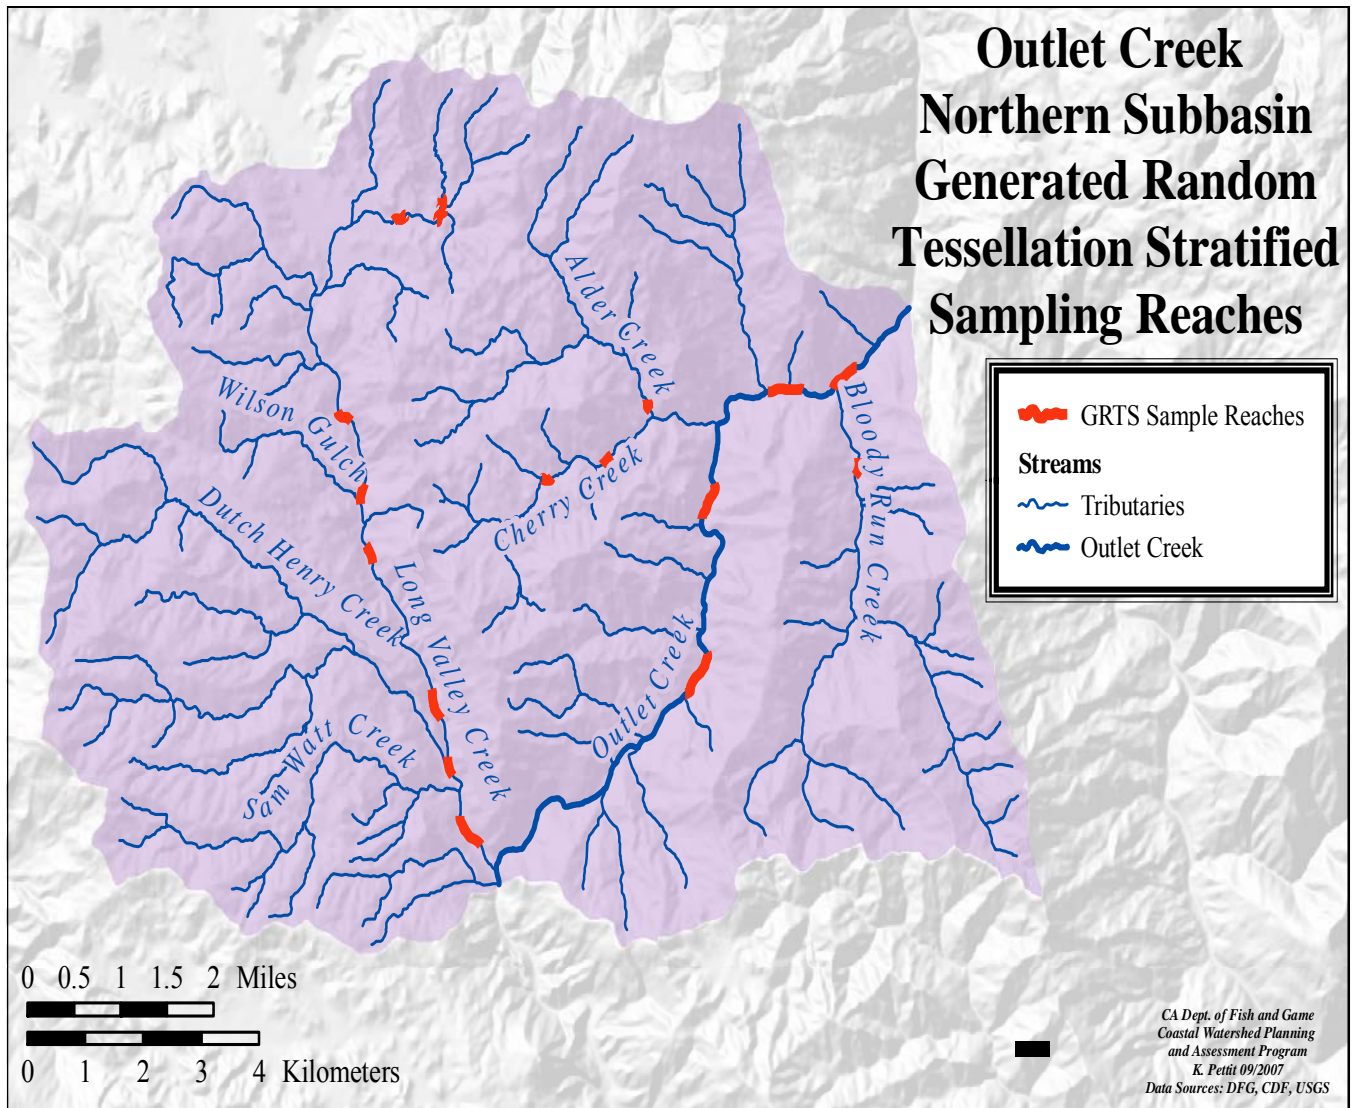 Outlet Creek
Northern Subbasin
Generated Random
Tessellation Stratified
Sampling Reaches
GRTS Sample Reaches
Streams
Tributaries
Outlet Creek
Alder Creek
Wilson Gulch
Bloody Run Creek
Cherry Creek
Dutch Henry Creek
Long Valley Creek
Outlet Creek
Sam Watt Creek
0 0.5 1 1.5 2 Miles
0 1 2 3 4 Kilometers
CA Dept. of Fish and Game
Coastal Watershed Planning
and Assessment Program
K. Pettit 09/2007
Data Sources: DFG, CDF, USGS